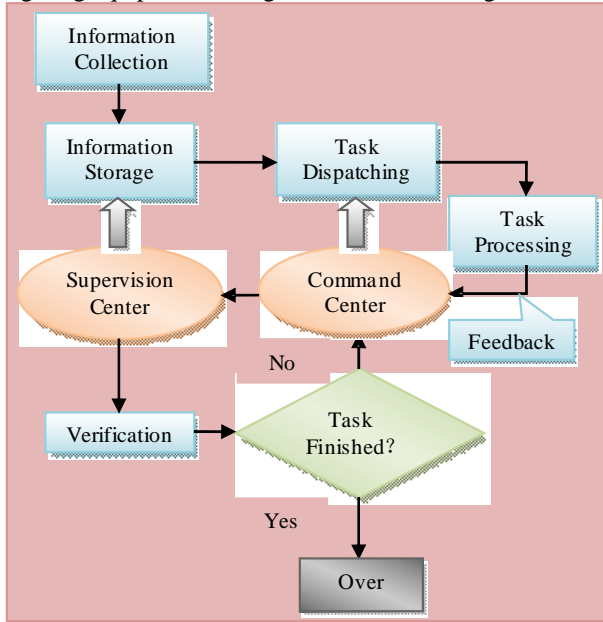 Information
Collection
Information
Storage
Task
Dispatching
Task
Processing
Supervision
Center
Command
Center
Feedback
No
Verification
Task
Finished?
Yes
Over